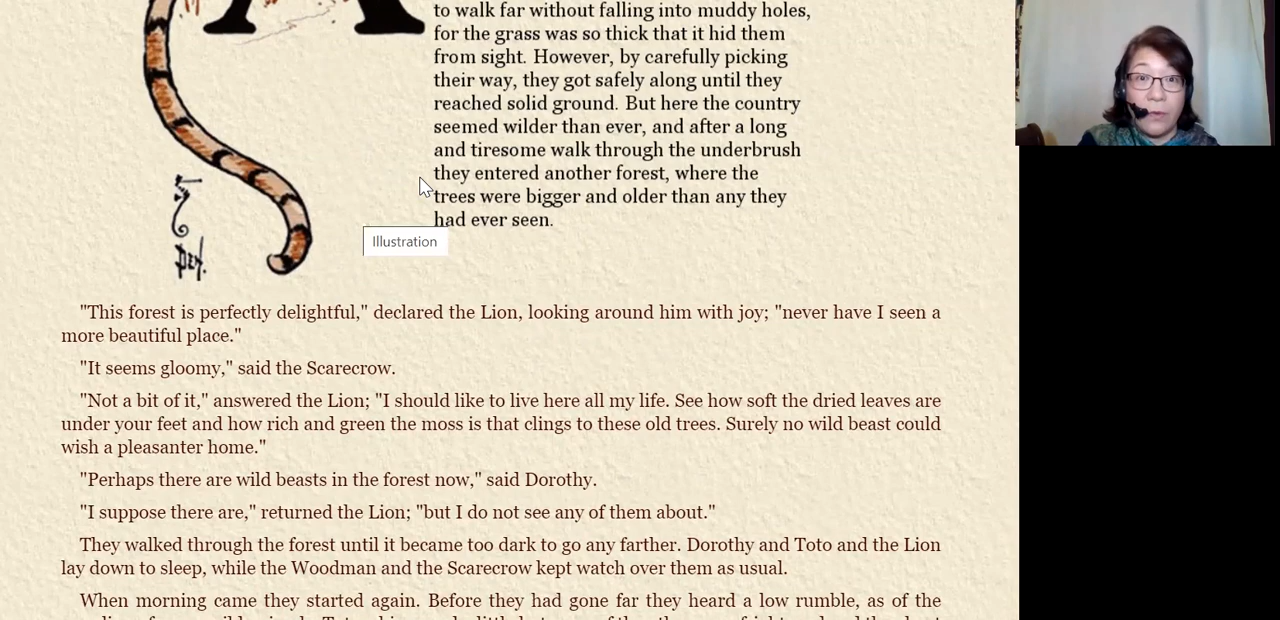 A
to walk far without falling into muddy holes,
for the grass was so thick that it hid them
from sight. However, by carefully picking
their way, they got safely along until they
reached solid ground. But here the country
seemed wilder than ever, and after a long
and tiresome walk through the underbrush
they entered another forest, where the
trees were bigger and older than any they
had ever seen.
Illustration
"This forest is perfectly delightful," declared the Lion, looking around him with joy; "never have I seen a
more beautiful place."
"It seems gloomy," said the Scarecrow.
"Not a bit of it," answered the Lion; "I should like to live here all my life. See how soft the dried leaves are
under your feet and how rich and green the moss is that clings to these old trees. Surely no wild beast could
wish a pleasanter home."
"Perhaps there are wild beasts in the forest now," said Dorothy.
"I suppose there are," returned the Lion; "but I do not see any of them about."
They walked through the forest until it became too dark to go any farther. Dorothy and Toto and the Lion
lay down to sleep, while the Woodman and the Scarecrow kept watch over them as usual.
When morning came they started again. Before they had gone far they heard a low rumble, as of the